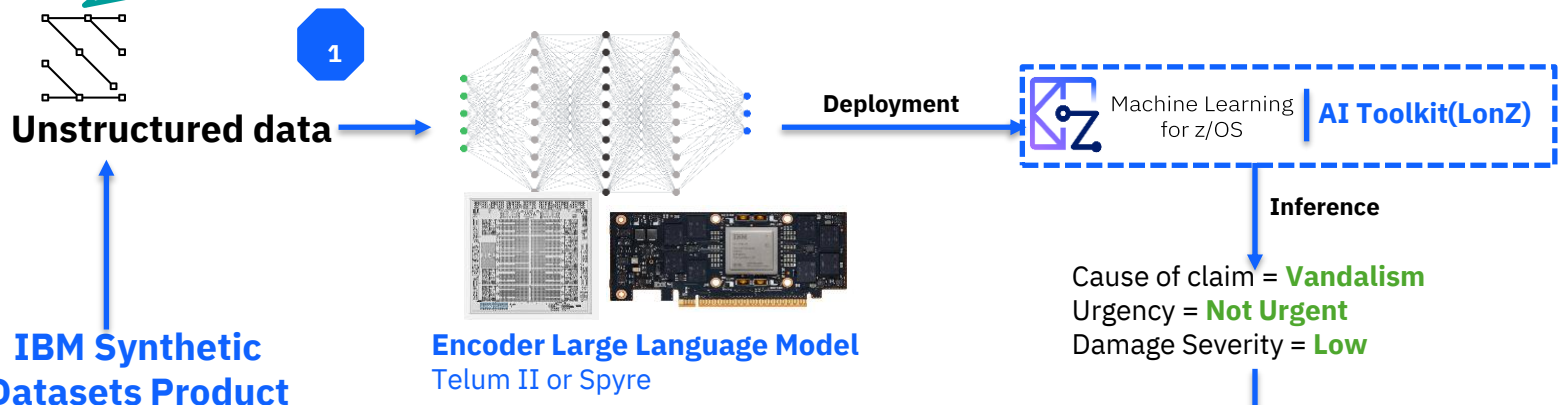 1
Unstructured data
Deployment
Machine Learning
for z/OS
AI Toolkit(LonZ)
Inference
Cause of claim = Vandalism
Urgency = Not Urgent
Damage Severity = Low
IBM Synthetic
Datasets Product
Encoder Large Language Model
Telum II or Spyre